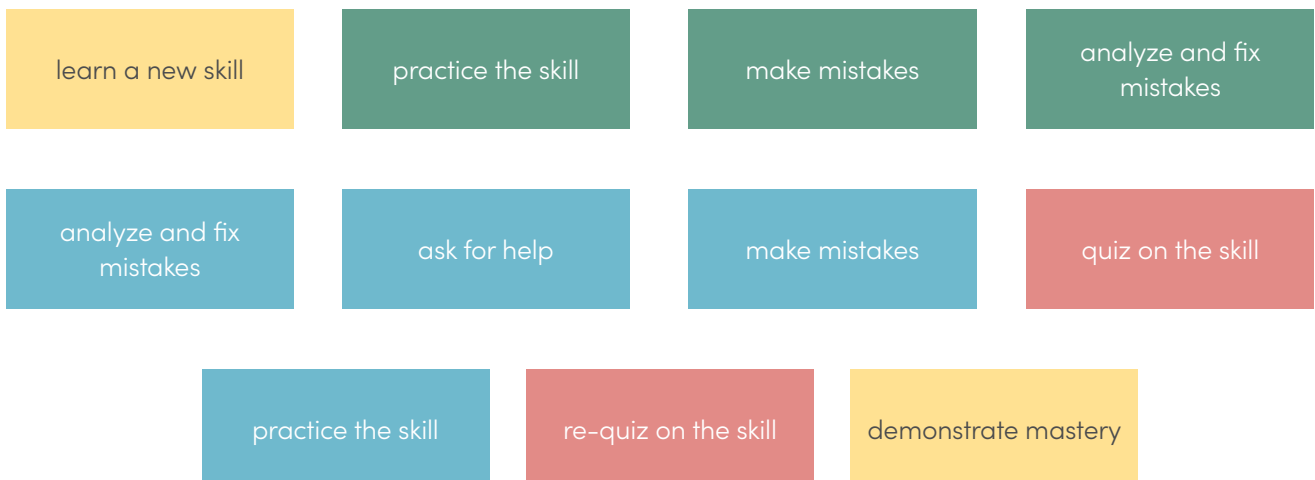 learn a new skill
practice the skill
make mistakes
analyze and fix
mistakes
analyze and fix
mistakes
ask for help
make mistakes
quiz on the skill
practice the skill
re-quiz on the skill
demonstrate mastery